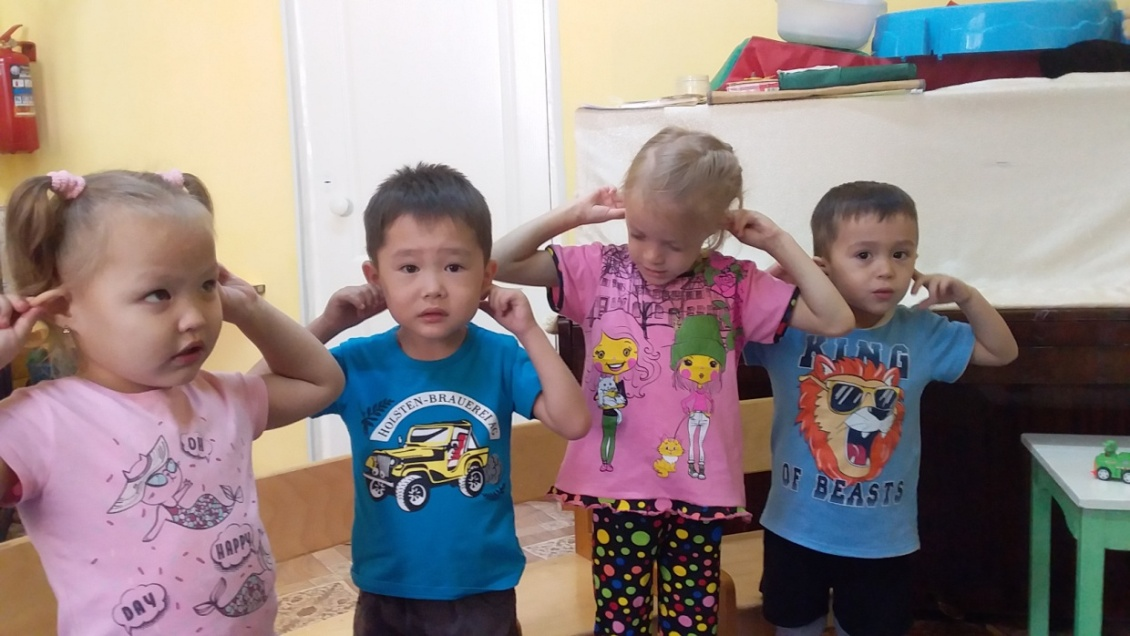 OH
HAPPY
DAY
HOLSTEN-BRAUEREI AG
KING
OF BEASTS